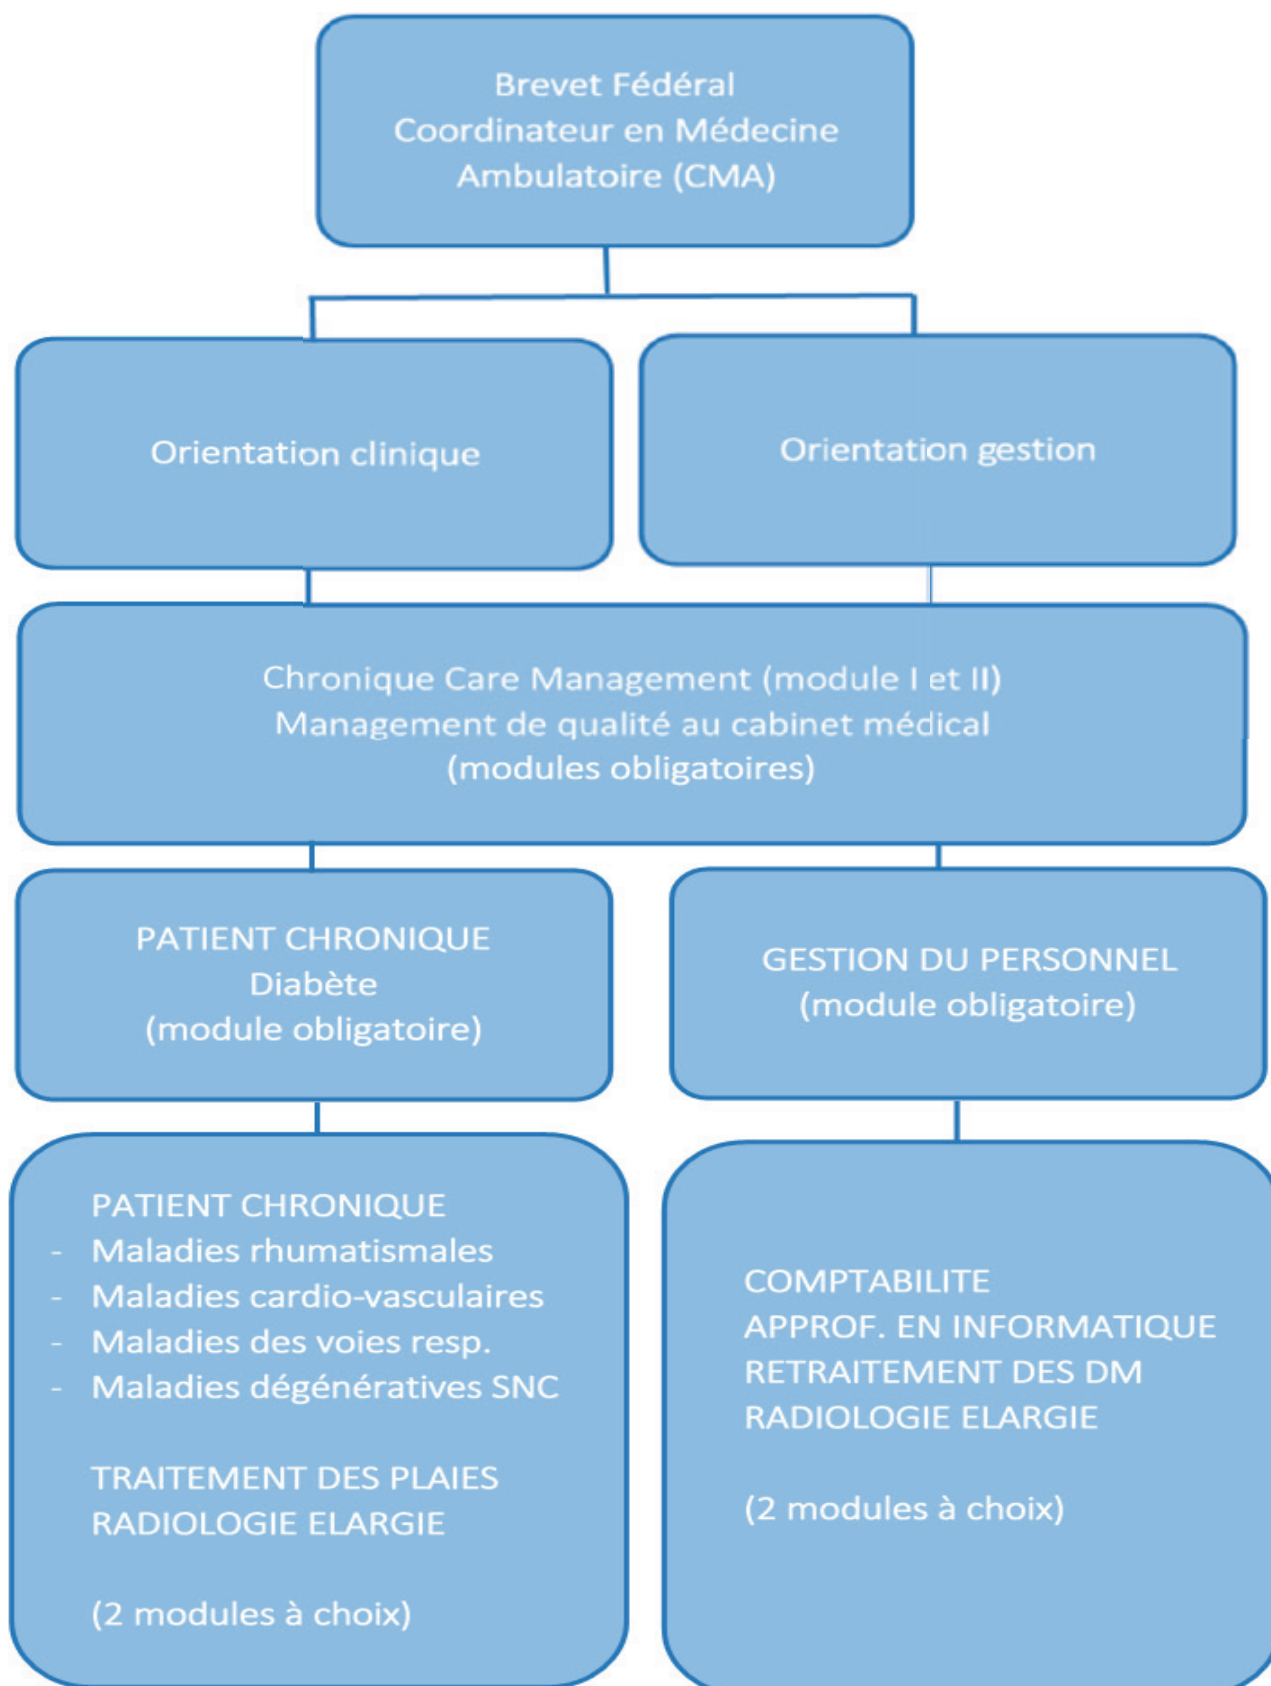 Brevet Fédéral
Coordinateur en Médecine
Ambulatoire (CMA)
Orientation clinique
Orientation gestion
Chronique Care Management (module I et II)
Management de qualité au cabinet médical
(modules obligatoires)
PATIENT CHRONIQUE
Diabète
(module obligatoire)
GESTION DU PERSONNEL
(module obligatoire)
PATIENT CHRONIQUE
- Maladies rhumatismales
- Maladies cardio-vasculaires
- Maladies des voies resp.
- Maladies dégénératives SNC
TRAITEMENT DES PLAIES
RADIOLOGIE ELARGIE
(2 modules à choix)
COMPTABILITE
APPROF. EN INFORMATIQUE
RETRAITEMENT DES DM
RADIOLOGIE ELARGIE
(2 modules à choix)